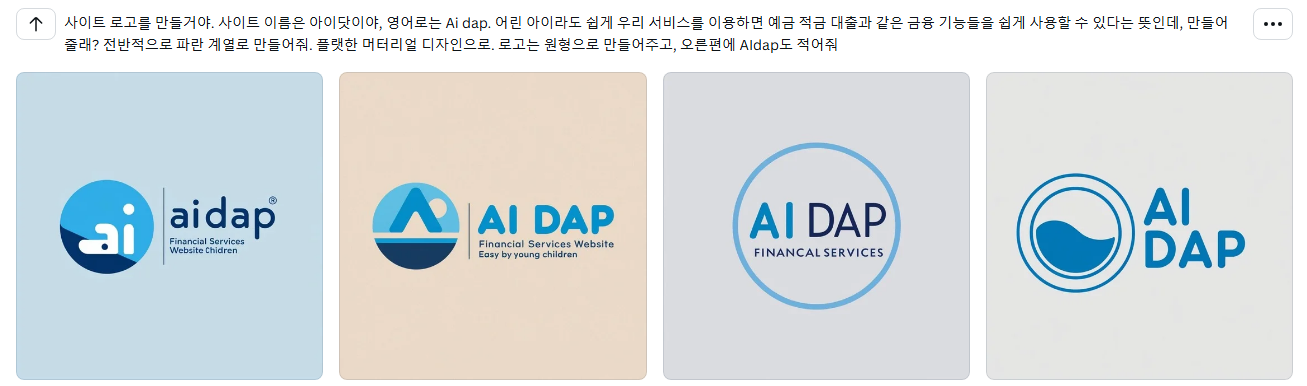 사이트 로고를 만들거야. 사이트 이름은 아이닷이야, 영어로는 Ai dap. 어린 아이라도 쉽게 우리 서비스를 이용하면 예금 적금 대출과 같은 금융 기능들을 쉽게 사용할 수 있다는 뜻인데, 만들어
줄래? 전반적으로 파란 계열로 만들어줘. 플랫한 머터리얼 디자인으로. 로고는 원형으로 만들어주고, 오른편에 AIdap도 적어줘
ai
aidap®
Financial Services
Website Chidren
AI DAP
Financial Services Website
Easy by young children
AI DAP
FINANCAL SERVICES
AI
DAP